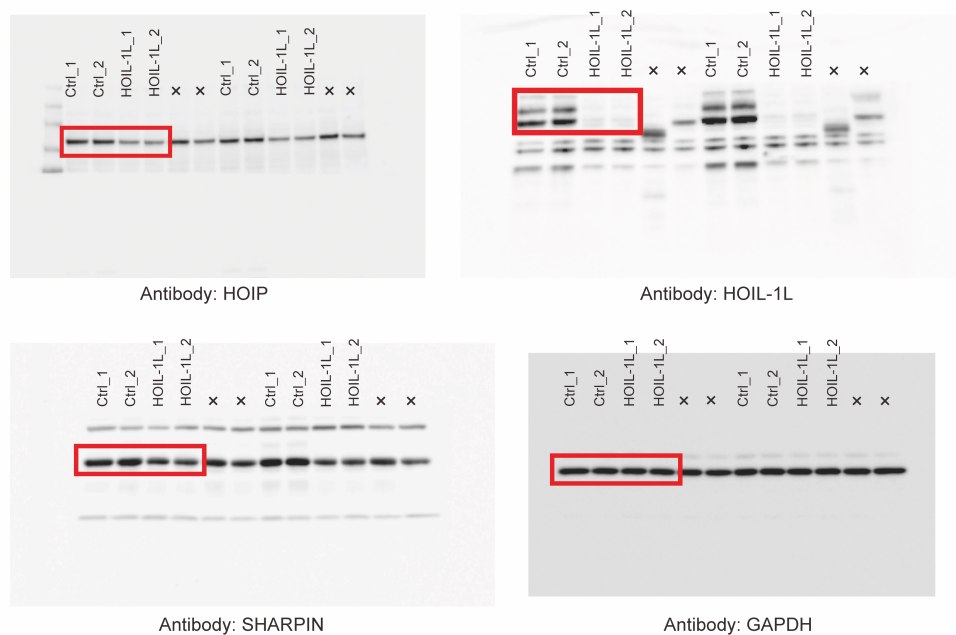 Ctrl_1 Ctrl_2 HOIL-1L_1 HOIL-1L_2 × × Ctrl_1 Ctrl_2 HOIL-1L_1 HOIL-1L_2 × ×
Antibody: HOIP
Ctrl_1 Ctrl_2 HOIL-1L_1 HOIL-1L_2 × × Ctrl_1 Ctrl_2 HOIL-1L_1 HOIL-1L_2 × ×
Antibody: HOIL-1L
Ctrl_1 Ctrl_2 HOIL-1L_1 HOIL-1L_2 × × Ctrl_1 Ctrl_2 HOIL-1L_1 HOIL-1L_2 × ×
Antibody: SHARPIN
Ctrl_1 Ctrl_2 HOIL-1L_1 HOIL-1L_2 × × Ctrl_1 Ctrl_2 HOIL-1L_1 HOIL-1L_2 × ×
Antibody: GAPDH